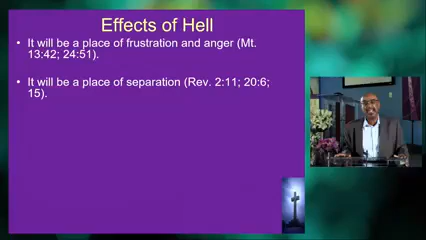 Effects of Hell
• It will be a place of frustration and anger (Mt.
13:42; 24:51).
• It will be a place of separation (Rev. 2:11; 20:6;
15).